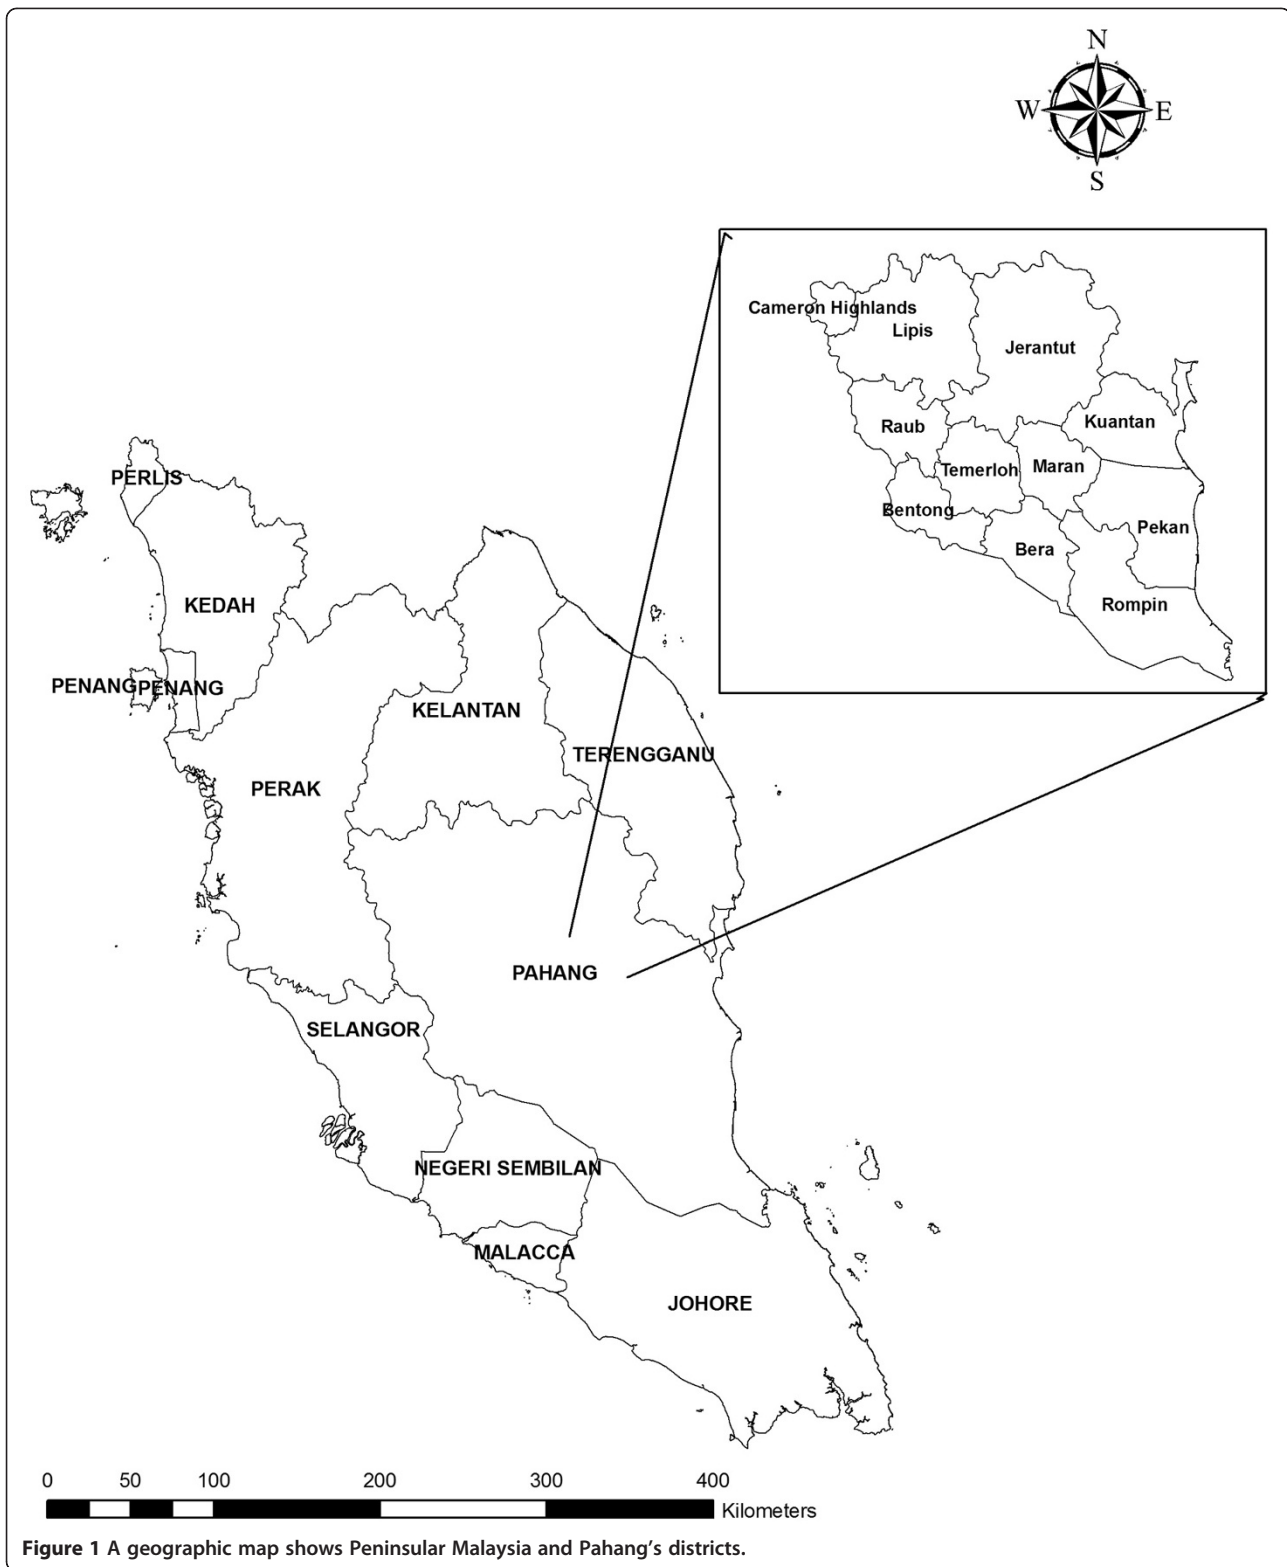 N
W E
S
Cameron Highlands
Lipis
Jerantut
Raub
Kuantan
Temerloh
Maran
Bentong
Pekan
Bera
Rompin
PERLIS
KEDAH
PENANG PENANG
KELANTAN
TERENGGANU
PERAK
PAHANG
SELANGOR
NEGERI SEMBILAN
MALACCA
JOHORE
0 50 100 200 300 400
Kilometers
Figure 1 A geographic map shows Peninsular Malaysia and Pahang's districts.